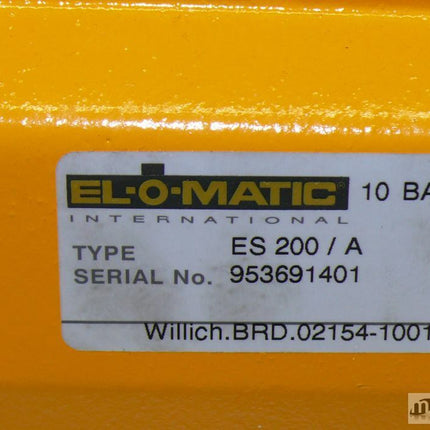 EL-O-MATIC® 10 BA
INTERNATIONAL
TYPE ES 200 / A
SERIAL No. 953691401
Willich.BRD.02154-1001